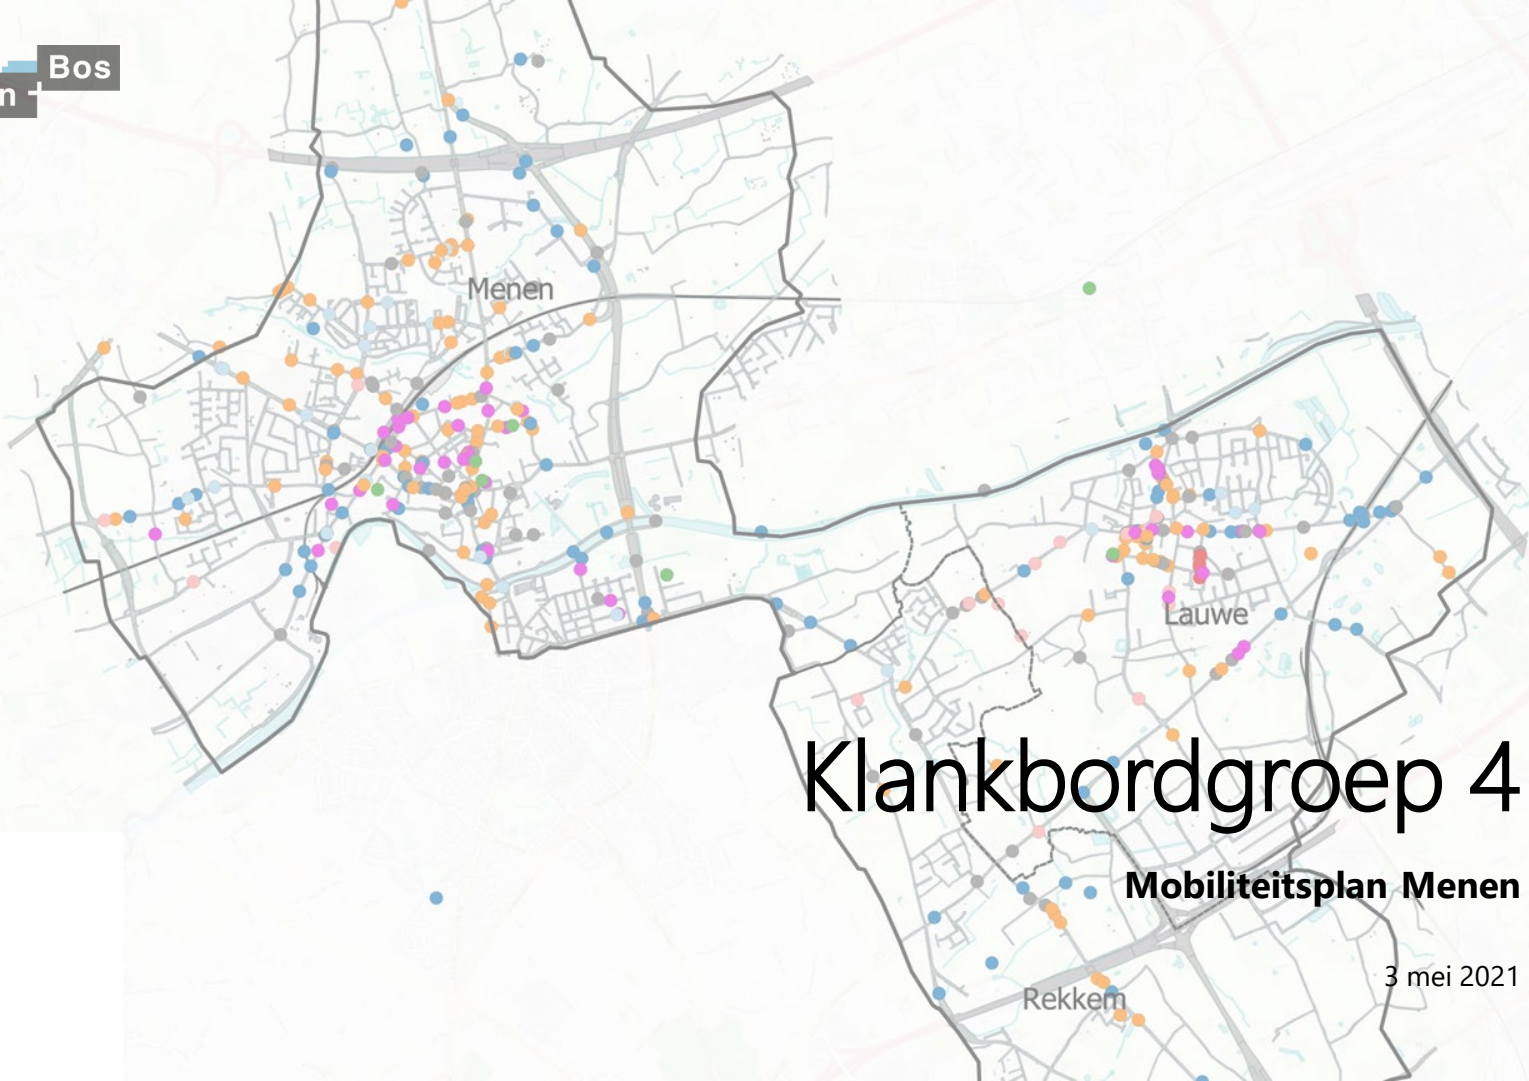 Bos
n +
Menen
Lauwe
Klankbordgroep 4
Mobiliteitsplan Menen
3 mei 2021
Rekkem